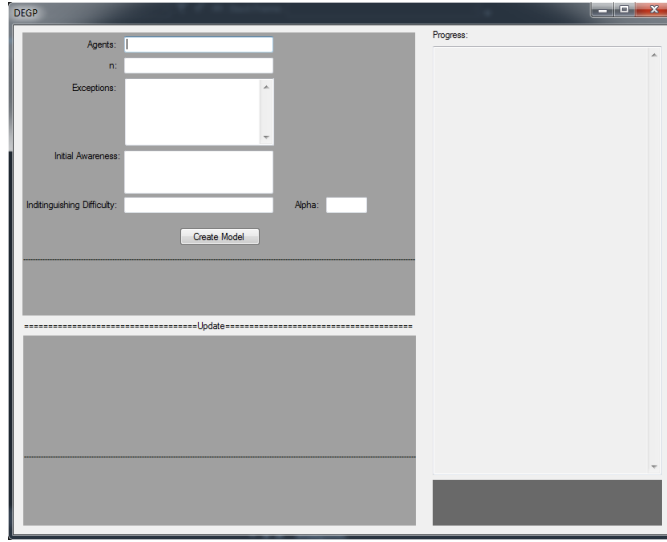 DEGP
Agents:
n:
Exceptions:
Initial Awareness:
Inditinguishing Difficulty:
Alpha:
Create Model
====================================Update=======================================
Progress: